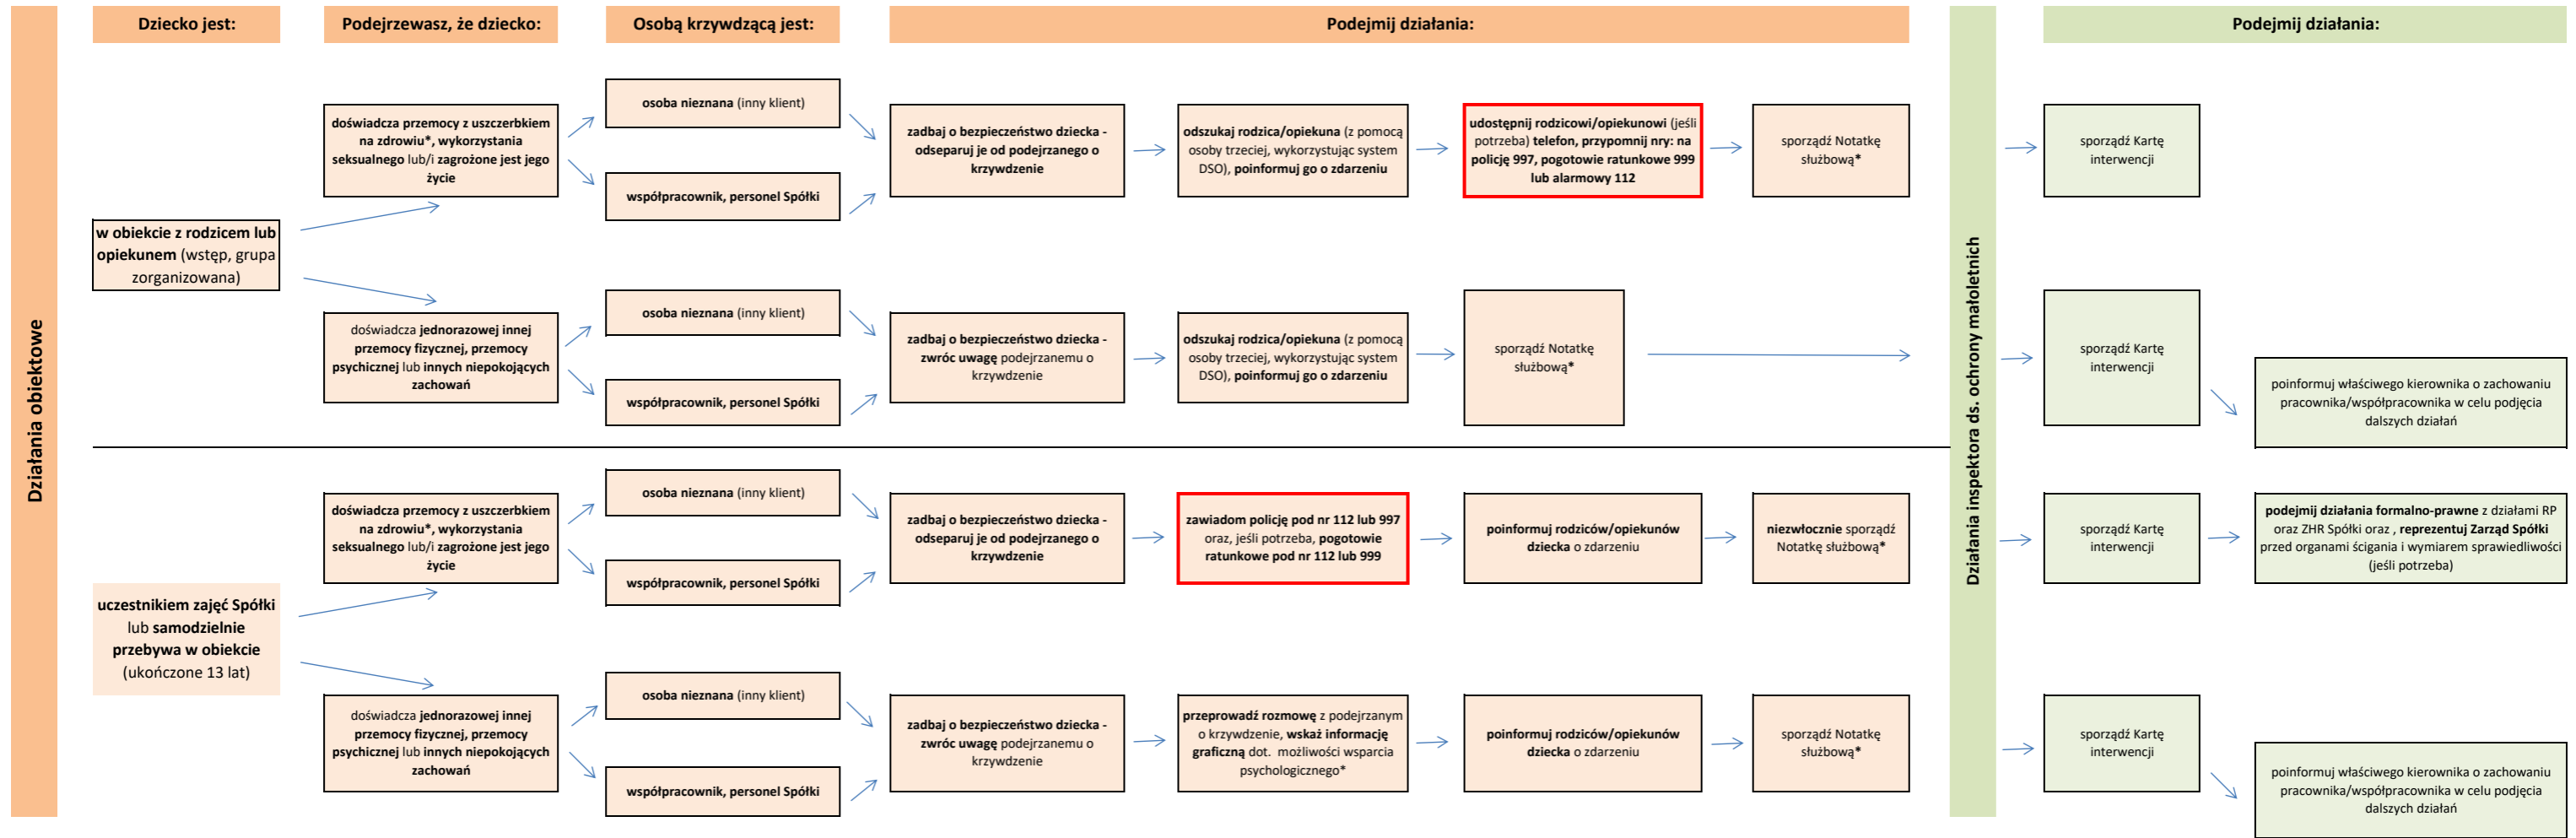 Dziecko jest:
Podejrzewasz, że dziecko:
Osobą krzywdzącą jest:
Podejmij działania:
Podejmij działania:
Działania obiektowe
Działania inspektora ds. ochrony małoletnich
w obiekcie z rodzicem lub
opiekunem (wstęp, grupa
zorganizowana)
doświadcza przemocy z uszczerbkiem
na zdrowiu*, wykorzystania
seksualnego lub/i zagrożone jest jego
życie
osoba nieznana (inny klient)
współpracownik, personel Spółki
zadbaj o bezpieczeństwo dziecka -
odseparuj je od podejrzanego o
krzywdzenie
odszukaj rodzica/opiekuna (z pomocą
osoby trzeciej, wykorzystując system
DSO), poinformuj go o zdarzeniu
udostępnij rodzicowi/opiekunowi (jeśli
potrzeba) telefon, przypomnij nry: na
policję 997, pogotowie ratunkowe 999
lub alarmowy 112
sporządź Notatkę
służbową*
sporządź Kartę
interwencji
doświadcza jednorazowej innej
przemocy fizycznej, przemocy
psychicznej lub innych niepokojących
zachowań
osoba nieznana (inny klient)
współpracownik, personel Spółki
zadbaj o bezpieczeństwo dziecka -
zwróc uwagę podejrzanemu o
krzywdzenie
odszukaj rodzica/opiekuna (z pomocą
osoby trzeciej, wykorzystując system
DSO), poinformuj go o zdarzeniu
sporządź Notatkę
służbową*
sporządź Kartę
interwencji
poinformuj właściwego kierownika o zachowaniu
pracownika/współpracownika w celu podjęcia
dalszych działań
uczestnikiem zajęć Spółki
lub samodzielnie
przebywa w obiekcie
(ukończone 13 lat)
doświadcza przemocy z uszczerbkiem
na zdrowiu*, wykorzystania
seksualnego lub/i zagrożone jest jego
życie
osoba nieznana (inny klient)
współpracownik, personel Spółki
zadbaj o bezpieczeństwo dziecka -
odseparuj je od podejrzanego o
krzywdzenie
zawiadom policję pod nr 112 lub 997
oraz, jeśli potrzeba, pogotowie
ratunkowe pod nr 112 lub 999
poinformuj rodziców/opiekunów
dziecka o zdarzeniu
niezwłocznie sporządź
Notatkę służbową*
sporządź Kartę
interwencji
podejmij działania formalno-prawne z działami RP
oraz ZHR Spółki oraz , reprezentuj Zarząd Spółki
przed organami ścigania i wymiarem sprawiedliwości
(jeśli potrzeba)
doświadcza jednorazowej innej
przemocy fizycznej, przemocy
psychicznej lub innych niepokojących
zachowań
osoba nieznana (inny klient)
współpracownik, personel Spółki
zadbaj o bezpieczeństwo dziecka -
zwróc uwagę podejrzanemu o
krzywdzenie
przeprowadź rozmowę z podejrzanym
o krzywdzenie, wskaż informację
graficzną dot. możliwości wsparcia
psychologicznego*
poinformuj rodziców/opiekunów
dziecka o zdarzeniu
sporządź Notatkę
służbową*
sporządź Kartę
interwencji
poinformuj właściwego kierownika o zachowaniu
pracownika/współpracownika w celu podjęcia
dalszych działań